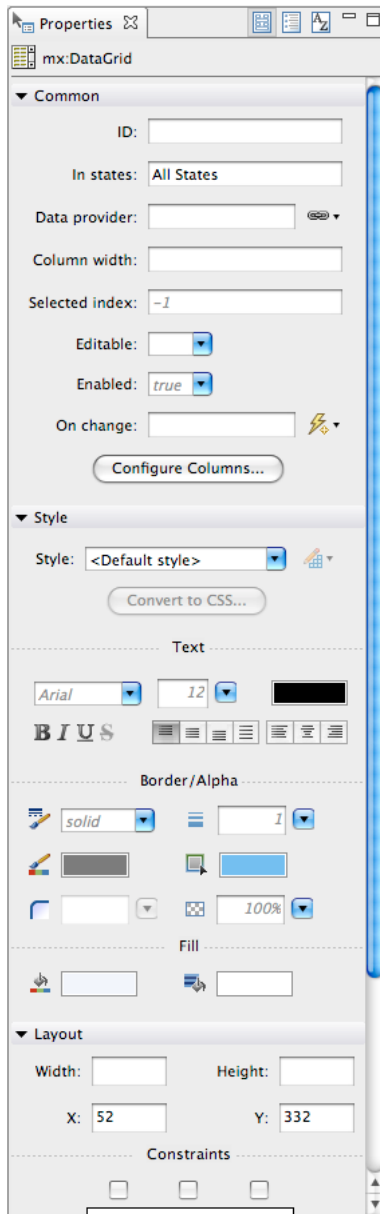 Properties
mx:DataGrid
Common
ID:
In states: All States
Data provider:
Column width:
Selected index: -1
Editable:
Enabled: true
On change:
Configure Columns...
Style
Style: <Default style>
Convert to CSS...
Text
Arial 12
B I U S
Border/Alpha
solid 1
100%
Fill
Layout
Width: Height:
X: 52 Y: 332
Constraints